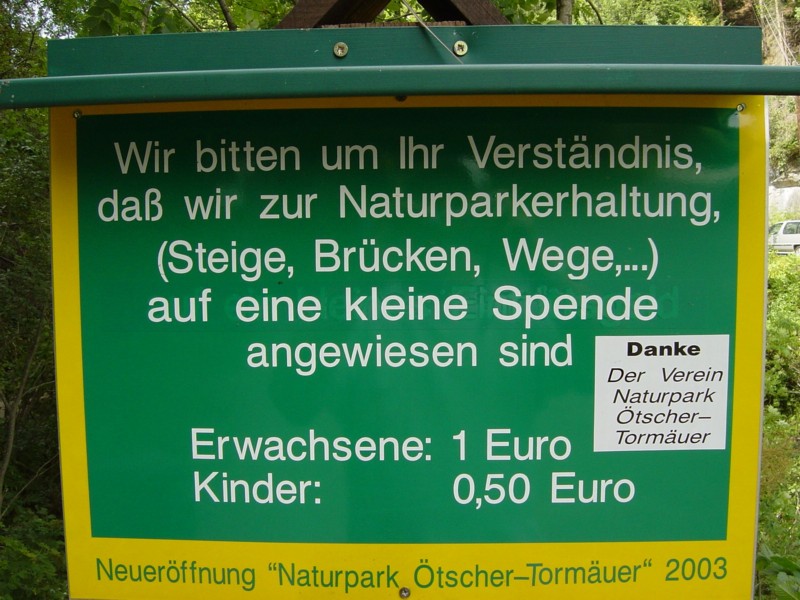 Wir bitten um Ihr Verständnis,
daß wir zur Naturparkerhaltung,
(Steige, Brücken, Wege,...)
auf eine kleine Spende
angewiesen sind
Danke
Der Verein
Naturpark
Ötscher–
Tormäuer
Erwachsene: 1 Euro
Kinder: 0,50 Euro
Neueröffnung "Naturpark Ötscher–Tormäuer" 2003